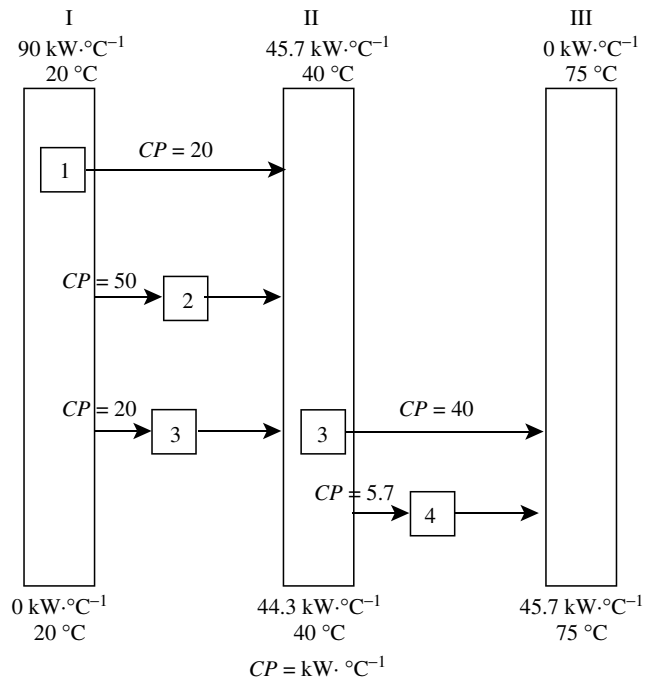 I II III
90 kW·°C⁻¹ 45.7 kW·°C⁻¹ 0 kW·°C⁻¹
20 °C 40 °C 75 °C
CP = 20
1
CP = 50
2
CP = 20 CP = 40
3 3
CP = 5.7
4
0 kW·°C⁻¹ 44.3 kW·°C⁻¹ 45.7 kW·°C⁻¹
20 °C 40 °C 75 °C
CP = kW· °C⁻¹